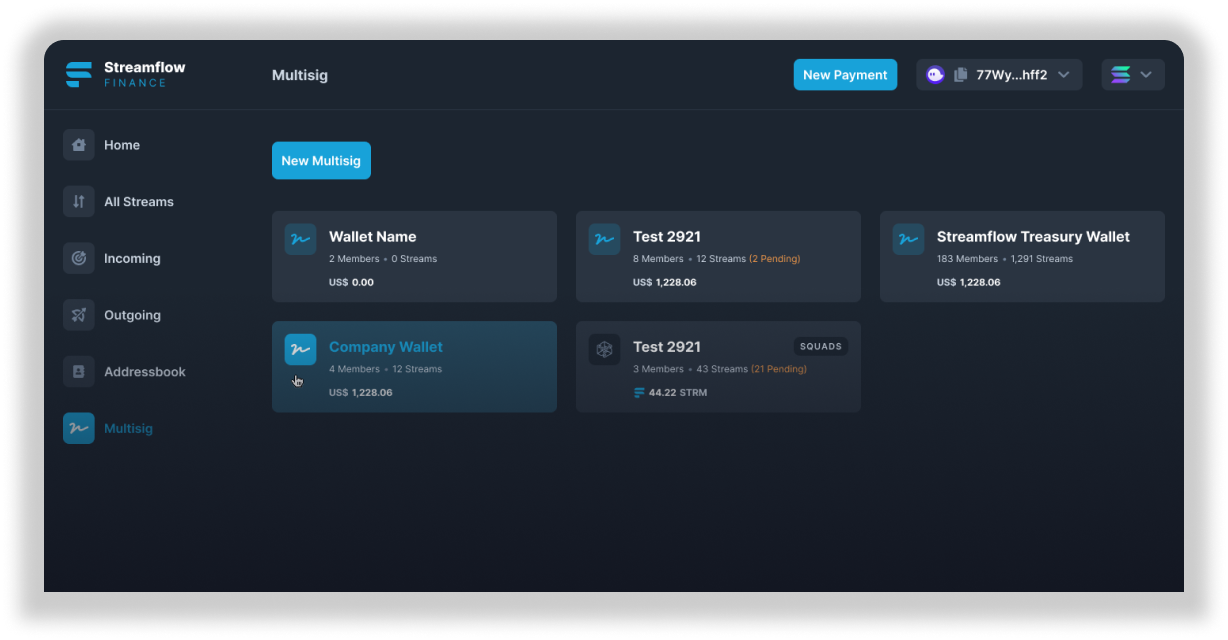 Streamflow
FINANCE
Multisig
New Payment
77Wy...hff2
Home
All Streams
Incoming
Outgoing
Addressbook
Multisig
New Multisig
Wallet Name
2 Members • 0 Streams
US$ 0.00
Test 2921
8 Members • 12 Streams (2 Pending)
US$ 1,228.06
Streamflow Treasury Wallet
183 Members • 1,291 Streams
US$ 1,228.06
Company Wallet
4 Members • 12 Streams
US$ 1,228.06
Test 2921
SQUADS
3 Members • 43 Streams (21 Pending)
44.22 STRM